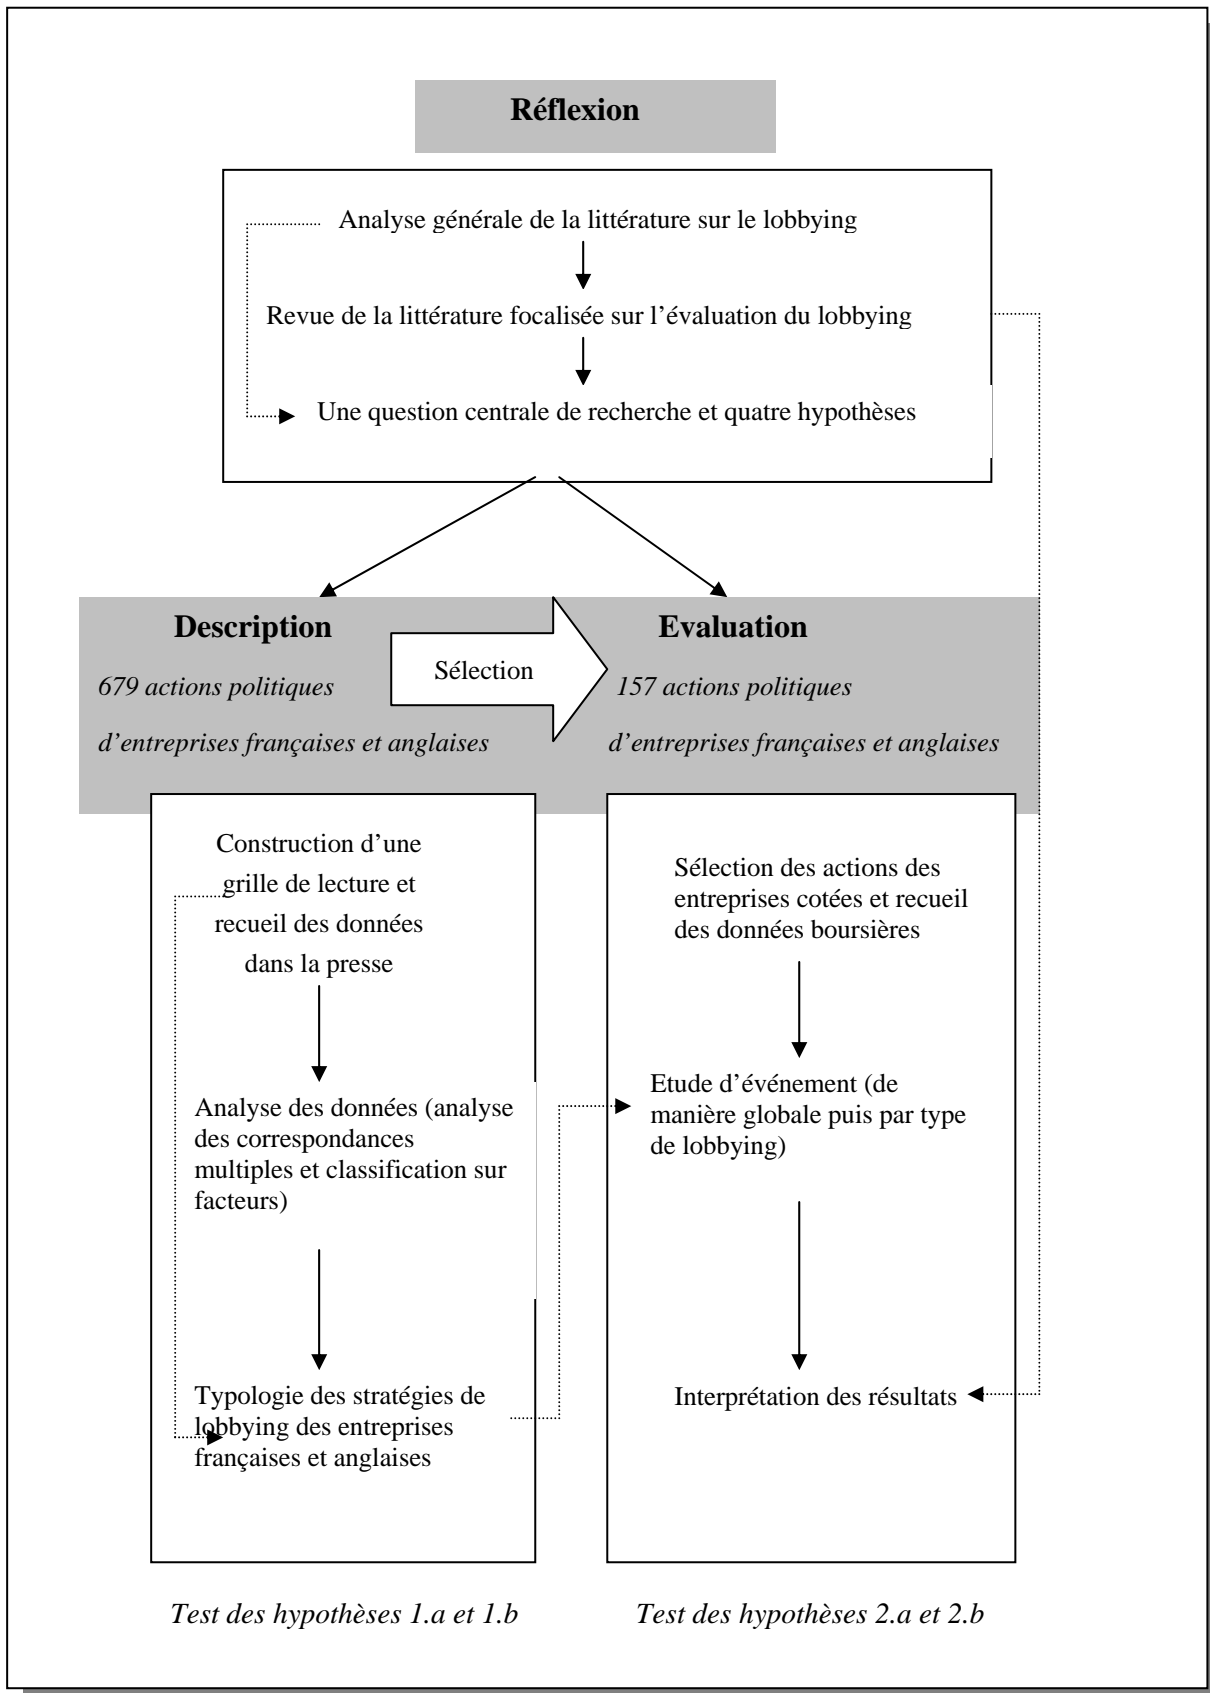 Réflexion
Analyse générale de la littérature sur le lobbying
Revue de la littérature focalisée sur l’évaluation du lobbying
Une question centrale de recherche et quatre hypothèses
Description
679 actions politiques
d’entreprises françaises et anglaises
Sélection
Evaluation
157 actions politiques
d’entreprises françaises et anglaises
Construction d’une
grille de lecture et
recueil des données
dans la presse
Analyse des données (analyse
des correspondances
multiples et classification sur
facteurs)
Typologie des stratégies de
lobbying des entreprises
françaises et anglaises
Test des hypothèses 1.a et 1.b
Sélection des actions des
entreprises cotées et recueil
des données boursières
Etude d’événement (de
manière globale puis par type
de lobbying)
Interprétation des résultats
Test des hypothèses 2.a et 2.b